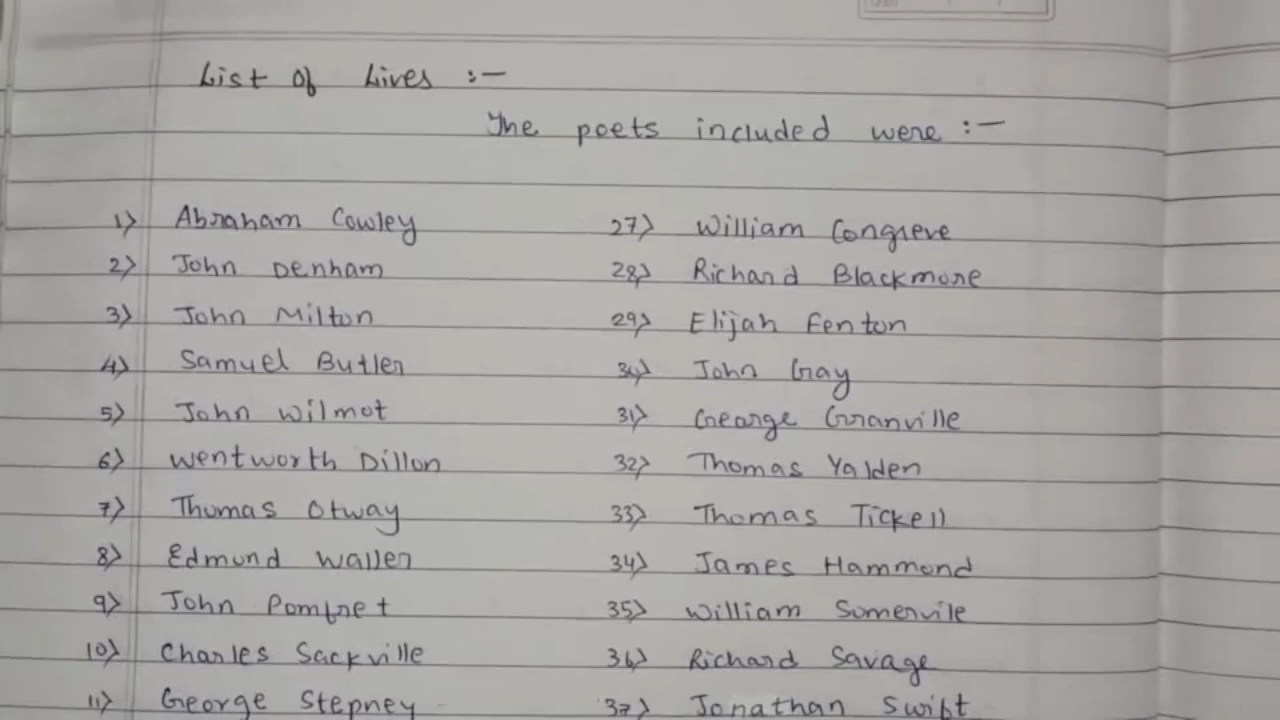 List of Lives :-
The poets included were :-
1) Abraham Cowley
2) John Denham
3) John Milton
4) Samuel Butler
5) John Wilmot
6) Wentworth Dillon
7) Thumas Otway
8) Edmund Waller
9) John Pomfret
10) Charles Sackville
11) George Stepney
27) William Congreve
28) Richard Blackmore
29) Elijah Fenton
30) John Gay
31) Gearge Granville
32) Thomas Yalden
33) Thomas Tickell
34) James Hammond
35) William Somervile
36) Richard Savage
37) Jonathan Swift